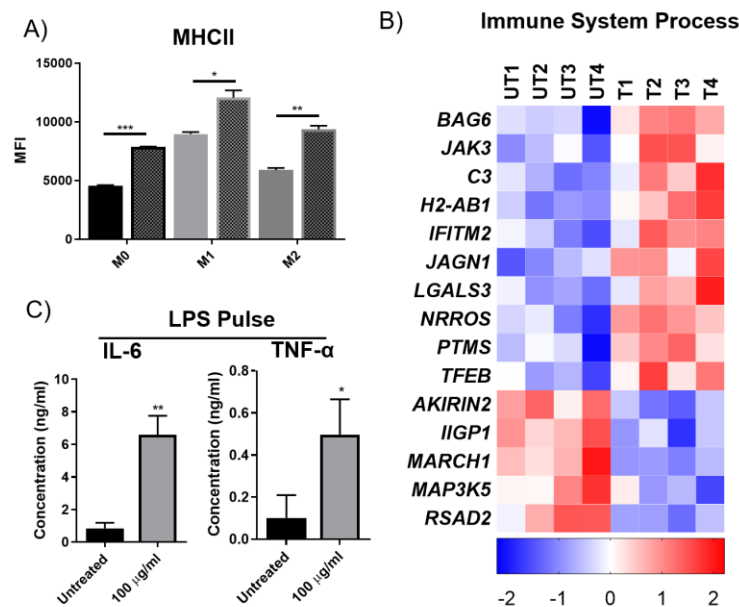 A)
MHCII
15000
10000
5000
0
MFI
***
*
**
M0
M1
M2
B)
Immune System Process
UT1 UT2 UT3 UT4 T1 T2 T3 T4
BAG6
JAK3
C3
H2-AB1
IFITM2
JAGN1
LGALS3
NRROS
PTMS
TFEB
AKIRIN2
IIGP1
MARCH1
MAP3K5
RSAD2
-2 -1 0 1 2
C)
LPS Pulse
IL-6
Concentration (ng/ml)
10
8
6
4
2
0
**
Untreated
100 μg/ml
TNF-α
Concentration (ng/ml)
0.8
0.6
0.4
0.2
0.0
*
Untreated
100 μg/ml